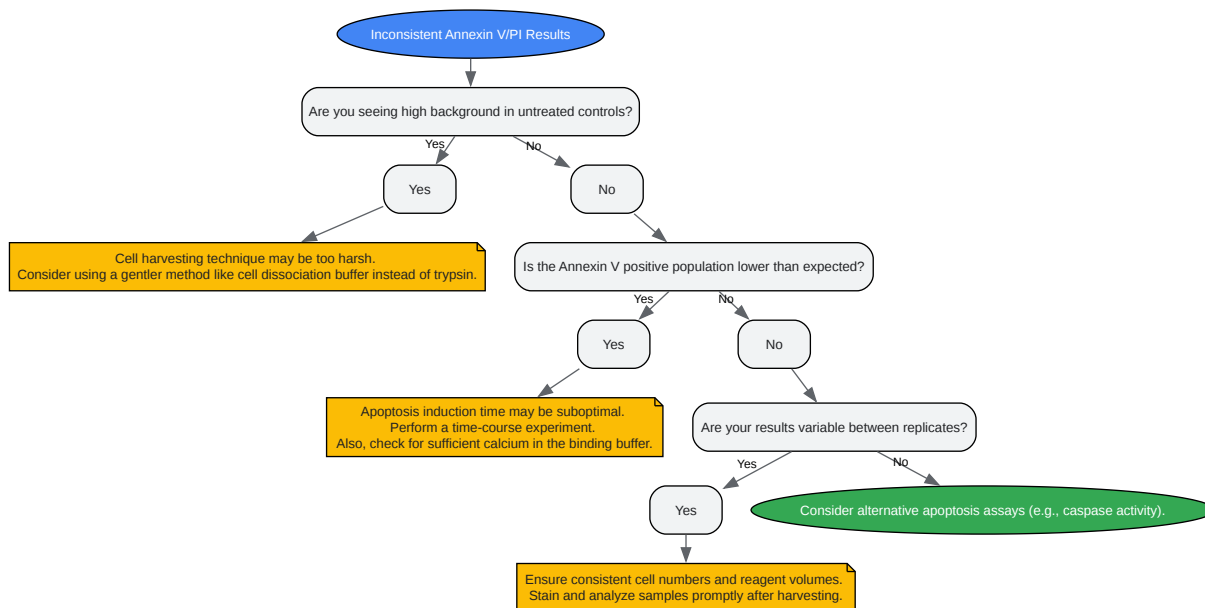 Inconsistent Annexin V/PI Results
Are you seeing high background in untreated controls?
Yes
No
Yes
No
Cell harvesting technique may be too harsh.
Consider using a gentler method like cell dissociation buffer instead of trypsin.
Is the Annexin V positive population lower than expected?
Yes
No
Yes
No
Apoptosis induction time may be suboptimal.
Perform a time-course experiment.
Also, check for sufficient calcium in the binding buffer.
Are your results variable between replicates?
Yes
No
Yes
Consider alternative apoptosis assays (e.g., caspase activity).
Ensure consistent cell numbers and reagent volumes.
Stain and analyze samples promptly after harvesting.